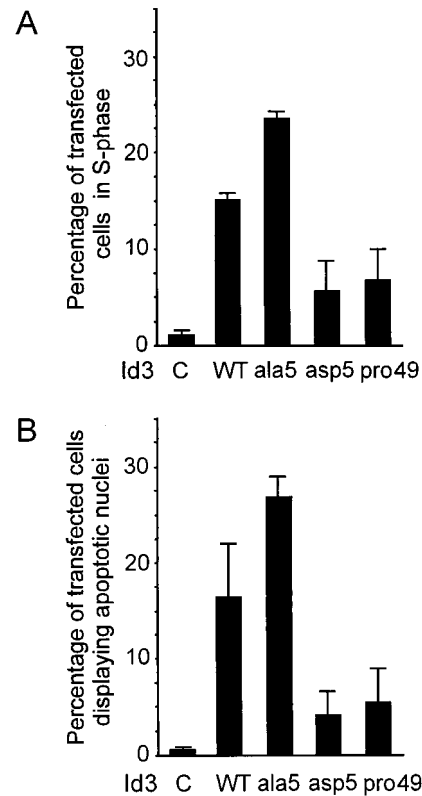 A
Percentage of transfected
cells in S-phase
30
20
10
0
Id3 C WT ala5 asp5 pro49
B
Percentage of transfected cells
displaying apoptotic nuclei
30
20
10
0
Id3 C WT ala5 asp5 pro49